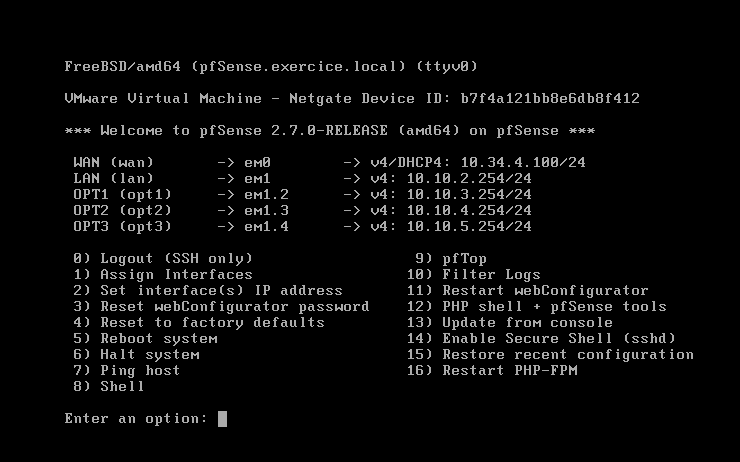 FreeBSD/amd64 (pfSense.exercice.local) (ttyv0)
VMware Virtual Machine - Netgate Device ID: b7f4a121bb8e6db8f412
*** Welcome to pfSense 2.7.0-RELEASE (amd64) on pfSense ***
WAN (wan) -> em0 -> v4/DHCP4: 10.34.4.100/24
LAN (lan) -> em1 -> v4: 10.10.2.254/24
OPT1 (opt1) -> em1.2 -> v4: 10.10.3.254/24
OPT2 (opt2) -> em1.3 -> v4: 10.10.4.254/24
OPT3 (opt3) -> em1.4 -> v4: 10.10.5.254/24
0) Logout (SSH only) 9) pfTop
1) Assign Interfaces 10) Filter Logs
2) Set interface(s) IP address 11) Restart webConfigurator
3) Reset webConfigurator password 12) PHP shell + pfSense tools
4) Reset to factory defaults 13) Update from console
5) Reboot system 14) Enable Secure Shell (sshd)
6) Halt system 15) Restore recent configuration
7) Ping host 16) Restart PHP-FPM
8) Shell
Enter an option: